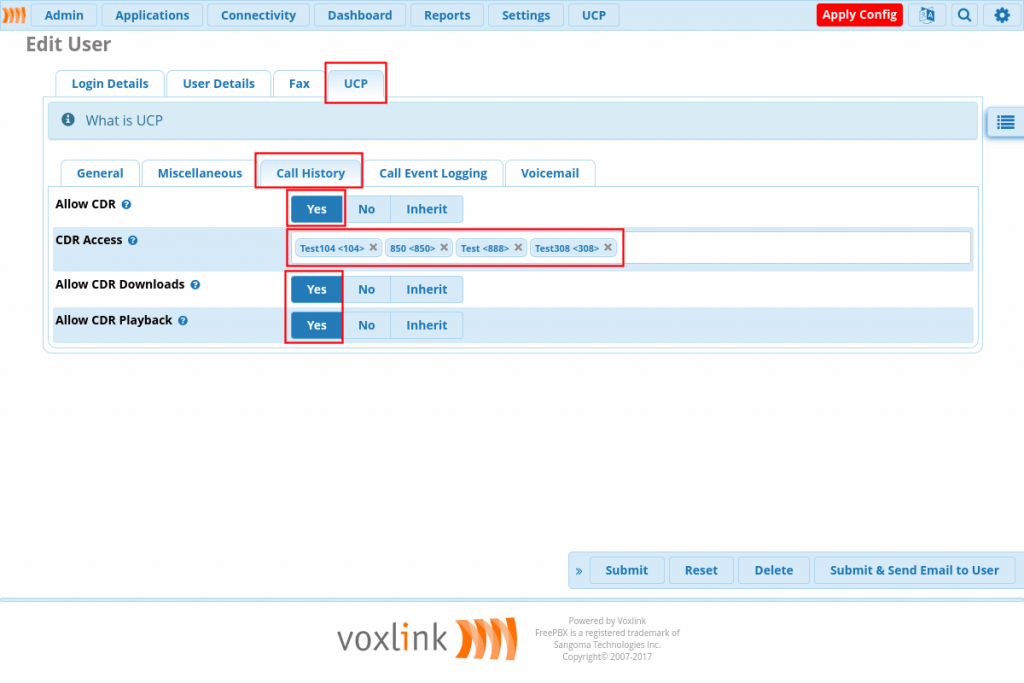 Admin Applications Connectivity Dashboard Reports Settings UCP Apply Config
Edit User
Login Details User Details Fax UCP
What is UCP
General Miscellaneous Call History Call Event Logging Voicemail
Allow CDR Yes No Inherit
CDR Access Test104 <104> 850 <850> Test <888> Test308 <308>
Allow CDR Downloads Yes No Inherit
Allow CDR Playback Yes No Inherit
» Submit Reset Delete Submit & Send Email to User
voxlink
Powered by Voxlink
FreePBX is a registered trademark of
Sangoma Technologies Inc.
Copyright© 2007-2017